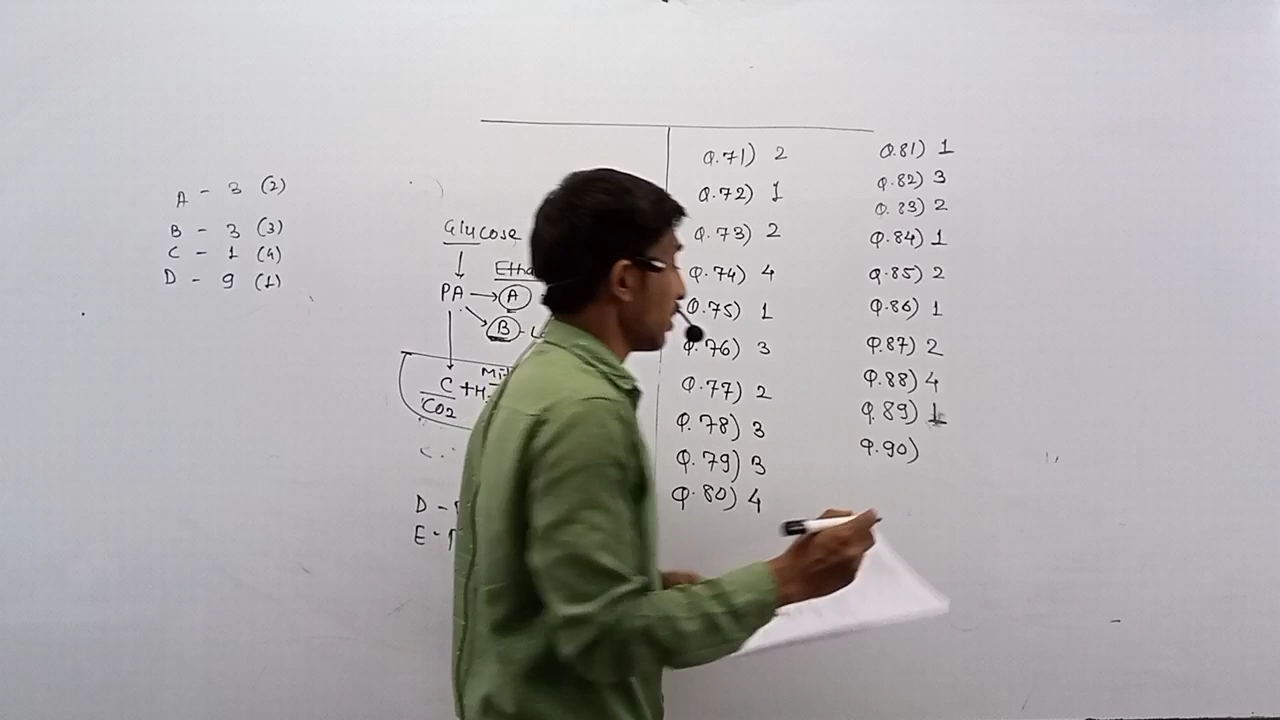 A - 3 (2)
B - 3 (3)
C - 1 (4)
D - 9 (1)
Glucose
PA → A
B
C
CO2
D -
E -
Q.71) 2
Q.72) 1
Q.73) 2
Q.74) 4
Q.75) 1
Q.76) 3
Q.77) 2
Q.78) 3
Q.79) 3
Q.80) 4
Q.81) 1
Q.82) 3
Q.83) 2
Q.84) 1
Q.85) 2
Q.86) 1
Q.87) 2
Q.88) 4
Q.89) 1
Q.90)